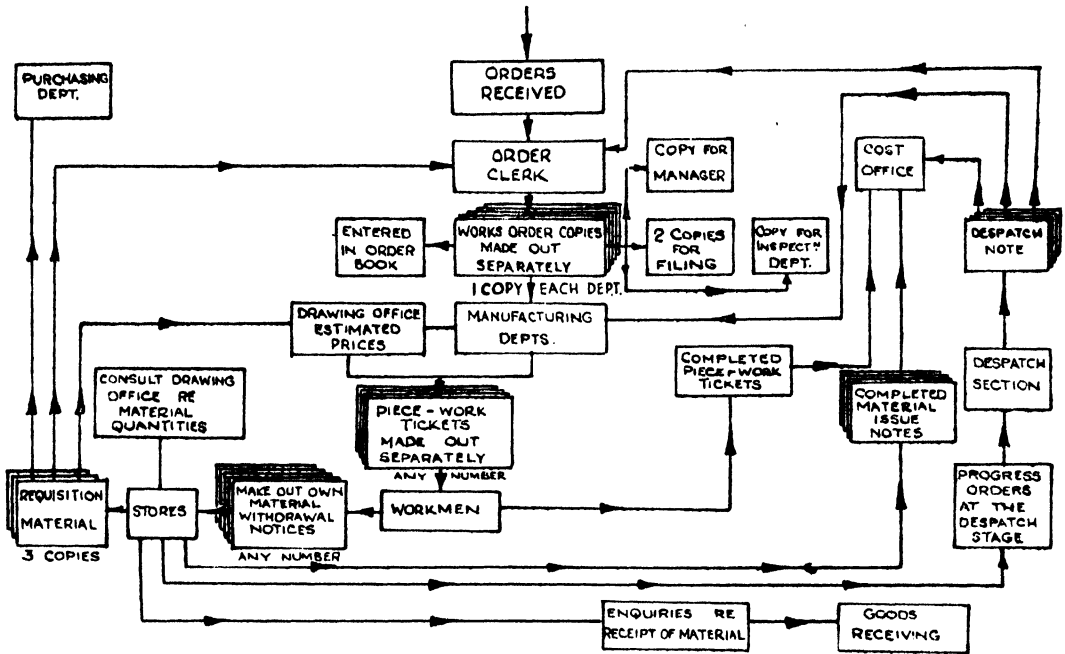 PURCHASING
DEPT.
ORDERS
RECEIVED
ORDER
CLERK
COPY FOR
MANAGER
COST
OFFICE
ENTERED
IN ORDER
BOOK
WORKS ORDER COPIES
MADE OUT
SEPARATELY
2 COPIES
FOR
FILING
COPY FOR
INSPECTN
DEPT.
DESPATCH
NOTE
1 COPY EACH DEPT.
DRAWING OFFICE
ESTIMATED
PRICES
MANUFACTURING
DEPTS.
COMPLETED
PIECE-WORK
TICKETS
DESPATCH
SECTION
CONSULT DRAWING
OFFICE RE
MATERIAL
QUANTITIES
PIECE-WORK
TICKETS
MADE OUT
SEPARATELY
ANY NUMBER
COMPLETED
MATERIAL
ISSUE
NOTES
REQUISITION
MATERIAL
3 COPIES
STORES
MAKE OUT OWN
MATERIAL
WITHDRAWAL
NOTICES
ANY NUMBER
WORKMEN
PROGRESS
ORDERS
AT THE
DESPATCH
STAGE
ENQUIRIES RE
RECEIPT OF MATERIAL
GOODS
RECEIVING